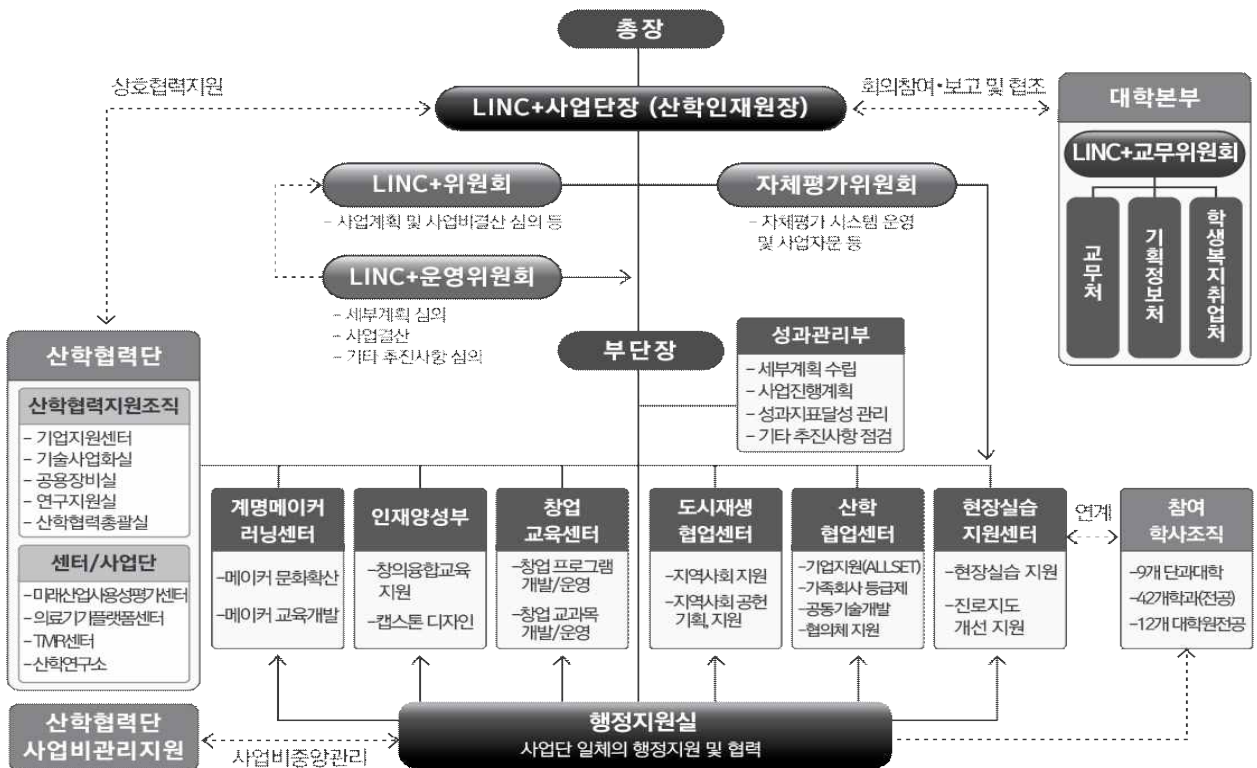 총장
상호협력지원
LINC+사업단장 (산학인재원장)
회의참여•보고 및 협조
대학본부
LINC+교무위원회
교무처
기획정보처
학생복지취업처
LINC+위원회
- 사업계획 및 사업비결산 심의 등
자체평가위원회
- 자체평가 시스템 운영
및 사업자문 등
LINC+운영위원회
- 세부계획 심의
- 사업결산
- 기타 추진사항 심의
부단장
성과관리부
- 세부계획 수립
- 사업진행계획
- 성과지표달성 관리
- 기타 추진사항 점검
산학협력단
산학협력지원조직
- 기업지원센터
- 기술사업화실
- 공용장비실
- 연구지원실
- 산학협력총괄실
센터/사업단
-미래산업사용성평가센터
-의료기기플랫폼센터
-TMR센터
-산학연구소
계명메이커
러닝센터
-메이커 문화확산
-메이커 교육개발
인재양성부
-창의융합교육
지원
-캡스톤 디자인
창업
교육센터
-창업 프로그램
개발/운영
-창업 교과목
개발/운영
도시재생
협업센터
-지역사회 지원
-지역사회 공헌
기획, 지원
산학
협업센터
-기업지원(ALLSET)
-가족회사 등급제
-공동기술개발
-협의체 지원
현장실습
지원센터
-현장실습 지원
-진로지도
개선 지원
연계
참여
학사조직
-9개 단과대학
-42개학과(전공)
-12개 대학원전공
산학협력단
사업비관리지원
사업비중앙관리
행정지원실
사업단 일체의 행정지원 및 협력